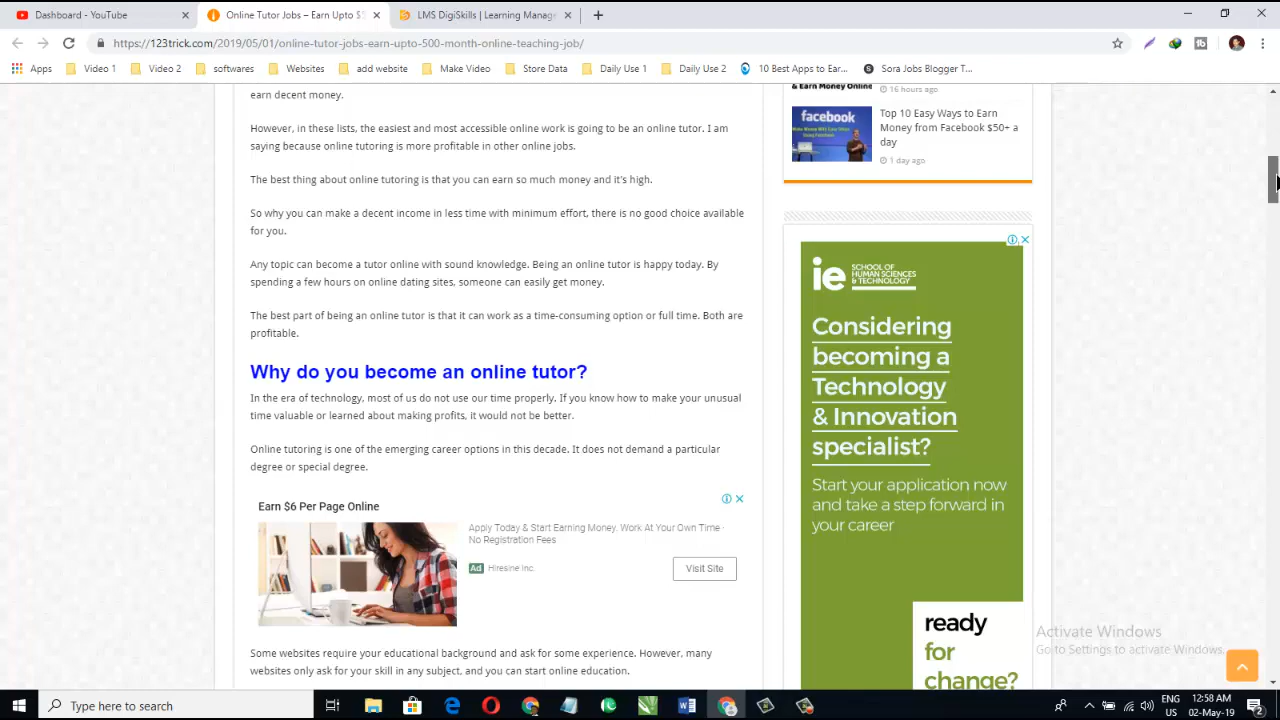 Dashboard - YouTube
Online Tutor Jobs – Earn Upto $
LMS DigiSkills | Learning Manage
https://123trick.com/2019/05/01/online-tutor-jobs-earn-upto-500-month-online-teaching-job/
Apps
Video 1
Video 2
softwares
Websites
add website
Make Video
Store Data
Daily Use 1
Daily Use 2
10 Best Apps to Ear...
Sora Jobs Blogger T...
earn decent money.
However, in these lists, the easiest and most accessible online work is going to be an online tutor. I am
saying because online tutoring is more profitable in other online jobs.
The best thing about online tutoring is that you can earn so much money and it's high.
So why you can make a decent income in less time with minimum effort, there is no good choice available
for you.
Any topic can become a tutor online with sound knowledge. Being an online tutor is happy today. By
spending a few hours on online dating sites, someone can easily get money.
The best part of being an online tutor is that it can work as a time-consuming option or full time. Both are
profitable.
Why do you become an online tutor?
In the era of technology, most of us do not use our time properly. If you know how to make your unusual
time valuable or learned about making profits, it would not be better.
Online tutoring is one of the emerging career options in this decade. It does not demand a particular
degree or special degree.
Earn $6 Per Page Online
Apply Today & Start Earning Money. Work At Your Own Time ·
No Registration Fees
Ad Hiresine Inc.
Visit Site
Some websites require your educational background and ask for some experience. However, many
websites only ask for your skill in any subject, and you can start online education.
& Earn Money Online
16 hours ago
facebook
Top 10 Easy Ways to Earn
Money from Facebook $50+ a
day
1 day ago
ie SCHOOL OF
HUMAN SCIENCES
& TECHNOLOGY
Considering
becoming a
Technology
& Innovation
specialist?
Start your application now
and take a step forward in
your career
ready
for
change?
Activate Windows
Go to Settings to activate Windows.
Type here to search
ENG
US
12:58 AM
02-May-19
2